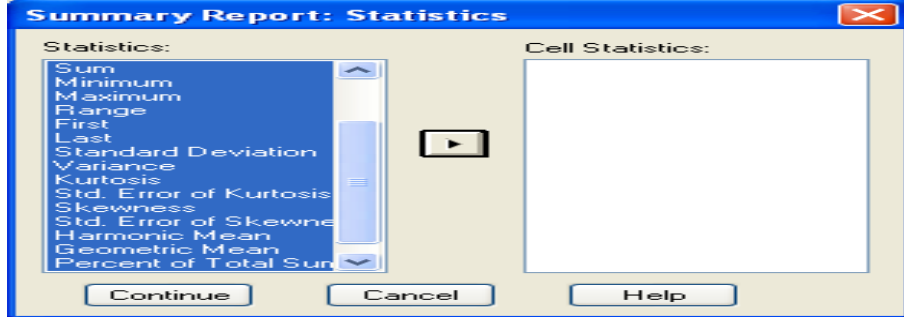 Summary Report: Statistics
Statistics:
Cell Statistics:
Sum
Minimum
Maximum
Range
First
Last
Standard Deviation
Variance
Kurtosis
Std. Error of Kurtosis
Skewness
Std. Error of Skewne
Harmonic Mean
Geometric Mean
Percent of Total Sun
Continue
Cancel
Help